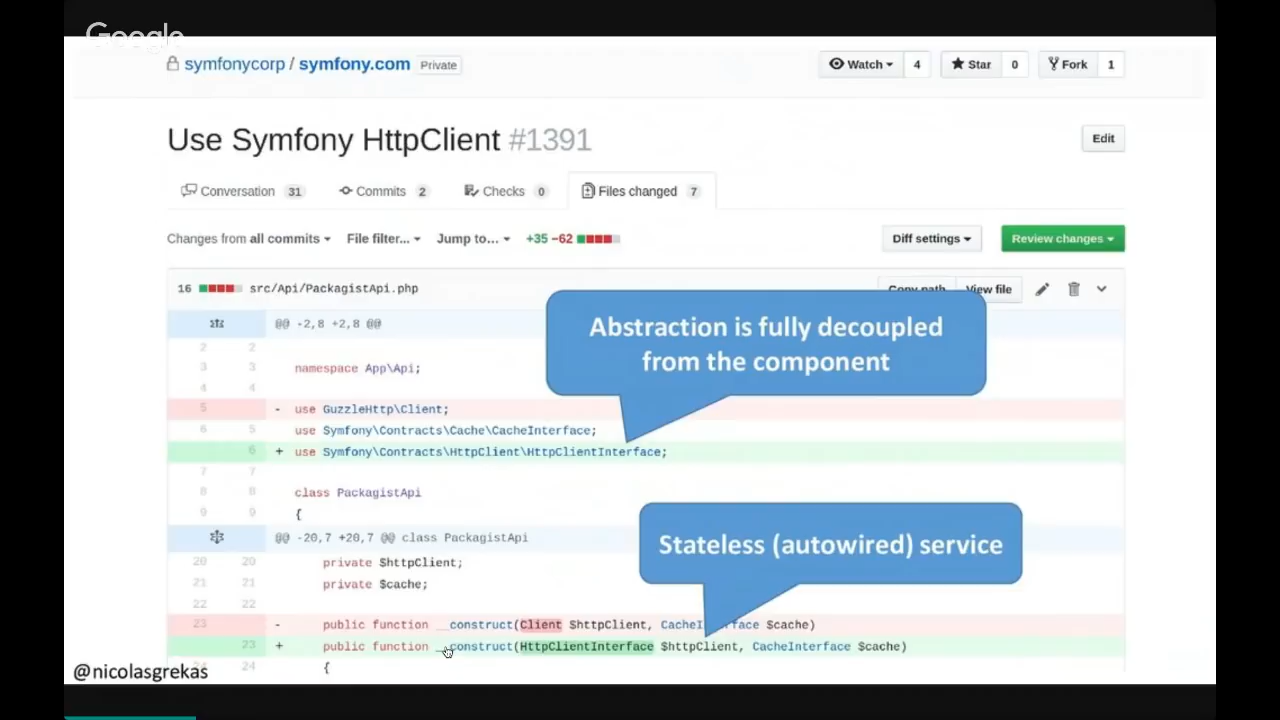 Google
symfonycorp / symfony.com Private
Watch 4 Star 0 Fork 1
Use Symfony HttpClient #1391
Edit
Conversation 31 Commits 2 Checks 0 Files changed 7
Changes from all commits File filter... Jump to... +35 −62 Diff settings Review changes
16 src/Api/PackagistApi.php Copy path View file
@@ -2,8 +2,8 @@
Abstraction is fully decoupled
from the component
2 2
3 3 namespace App\Api;
4 4
5 - use GuzzleHttp\Client;
6 5 use Symfony\Contracts\Cache\CacheInterface;
6 + use Symfony\Contracts\HttpClient\HttpClientInterface;
7 7
8 8 class PackagistApi
9 9 {
@@ -20,7 +20,7 @@ class PackagistApi
Stateless (autowired) service
20 20 private $httpClient;
21 21 private $cache;
22 22
23 - public function __construct(Client $httpClient, CacheInterface $cache)
23 + public function __construct(HttpClientInterface $httpClient, CacheInterface $cache)
24 24 {
@nicolasgrekas